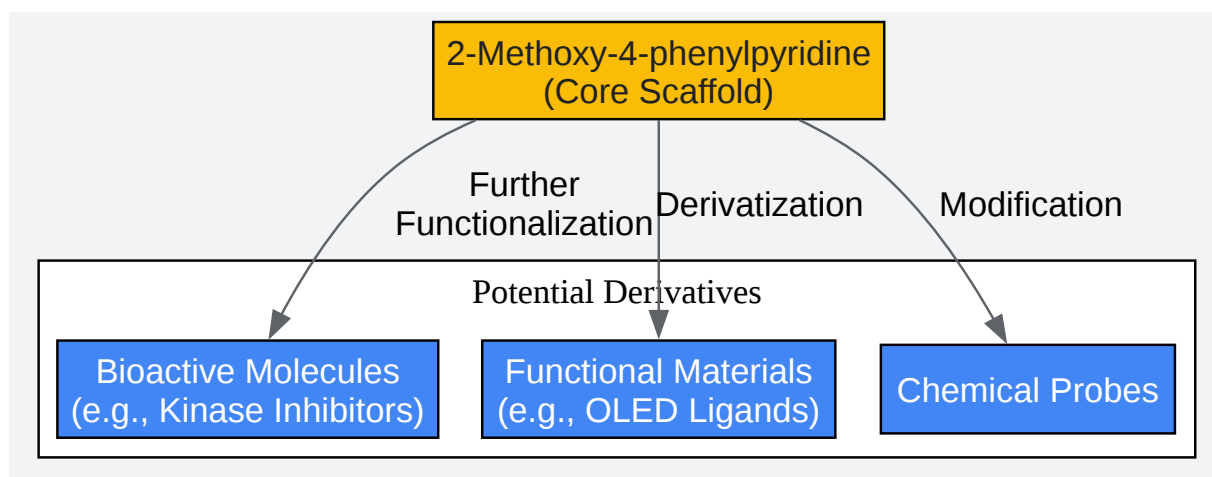 2-Methoxy-4-phenylpyridine
(Core Scaffold)
Further
Functionalization
Derivatization
Modification
Potential Derivatives
Bioactive Molecules
(e.g., Kinase Inhibitors)
Functional Materials
(e.g., OLED Ligands)
Chemical Probes